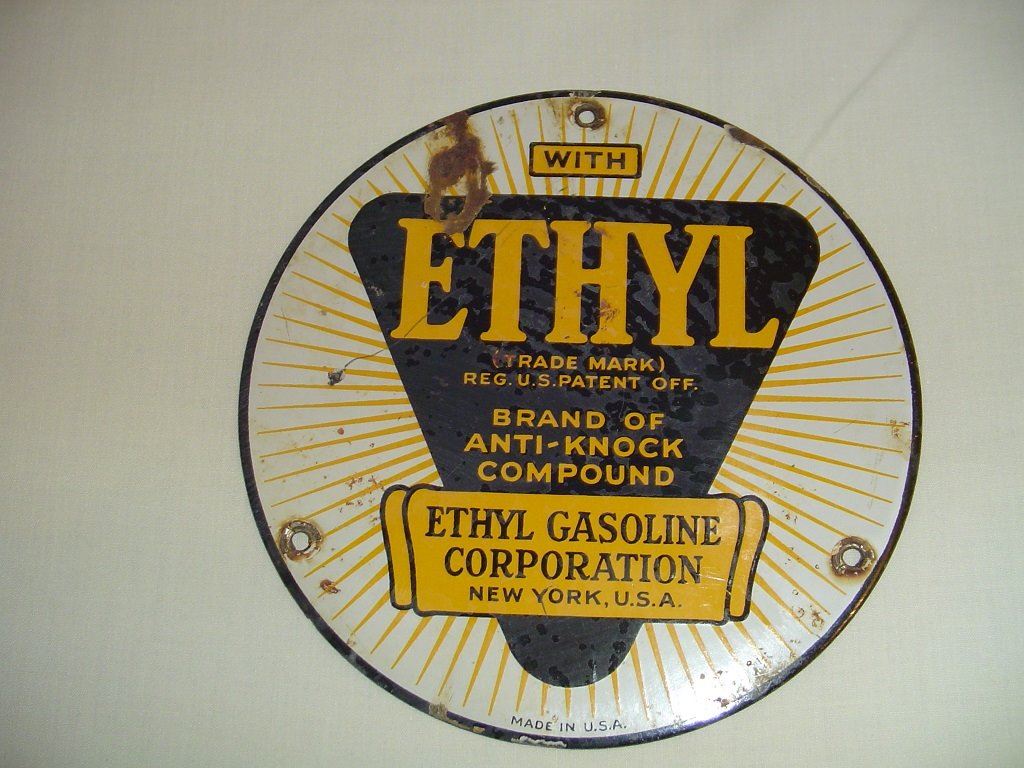 WITH
ETHYL
(TRADE MARK)
REG. U.S. PATENT OFF.
BRAND OF
ANTI-KNOCK
COMPOUND
ETHYL GASOLINE
CORPORATION
NEW YORK, U.S.A.
MADE IN U.S.A.